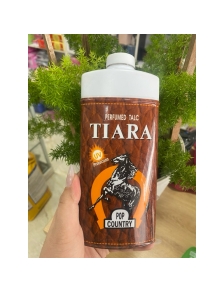 PERFUMED TALC
TIARA
POP
COUNTRY